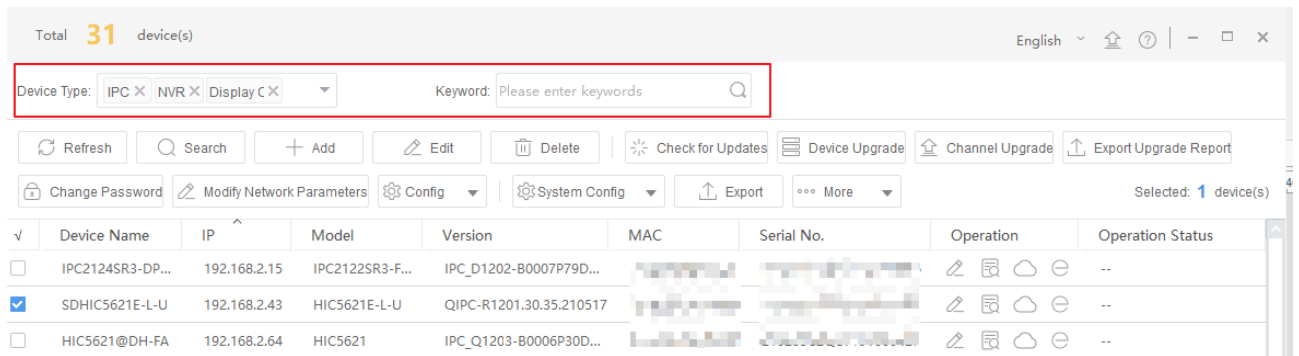 Total 31 device(s) English
Device Type: IPC NVR Display C Keyword: Please enter keywords
Refresh Search Add Edit Delete Check for Updates Device Upgrade Channel Upgrade Export Upgrade Report
Change Password Modify Network Parameters Config System Config Export More Selected: 1 device(s)
√ Device Name IP Model Version MAC Serial No. Operation Operation Status
IPC2124SR3-DP... 192.168.2.15 IPC2122SR3-F... IPC_D1202-B0007P79D... --
SDHIC5621E-L-U 192.168.2.43 HIC5621E-L-U QIPC-R1201.30.35.210517 --
HIC5621@DH-FA 192.168.2.64 HIC5621 IPC_Q1203-B0006P30D... --